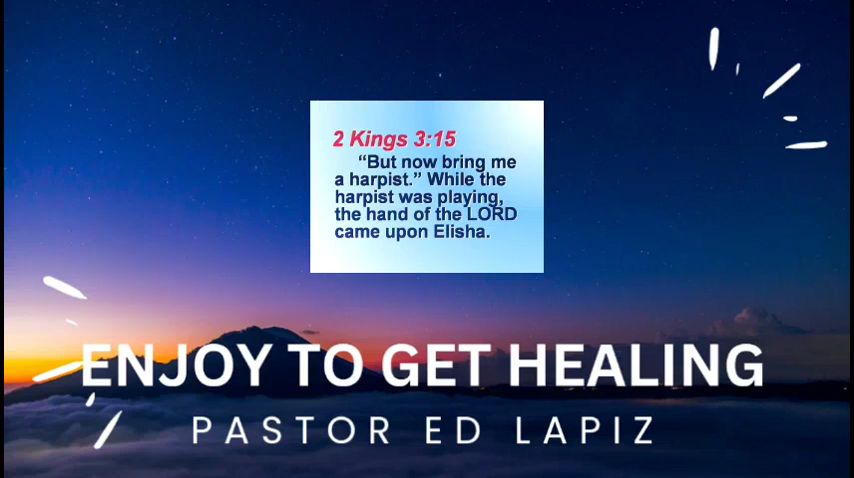 2 Kings 3:15
“But now bring me
a harpist.” While the
harpist was playing,
the hand of the LORD
came upon Elisha.
ENJOY TO GET HEALING
PASTOR ED LAPIZ